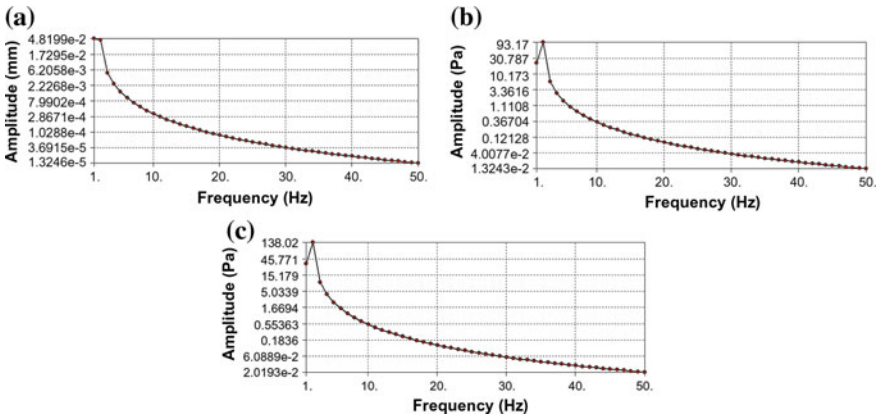 (a)
Amplitude (mm)
4.8199e-2
1.7295e-2
6.2058e-3
2.2268e-3
7.9902e-4
2.8671e-4
1.0288e-4
3.6915e-5
1.3246e-5
1. 10. 20. 30. 40. 50.
Frequency (Hz)
(b)
Amplitude (Pa)
93.17
30.787
10.173
3.3616
1.1108
0.36704
0.12128
4.0077e-2
1.3243e-2
1. 10. 20. 30. 40. 50.
Frequency (Hz)
(c)
Amplitude (Pa)
138.02
45.771
15.179
5.0339
1.6694
0.55363
0.1836
6.0889e-2
2.0193e-2
1. 10. 20. 30. 40. 50.
Frequency (Hz)